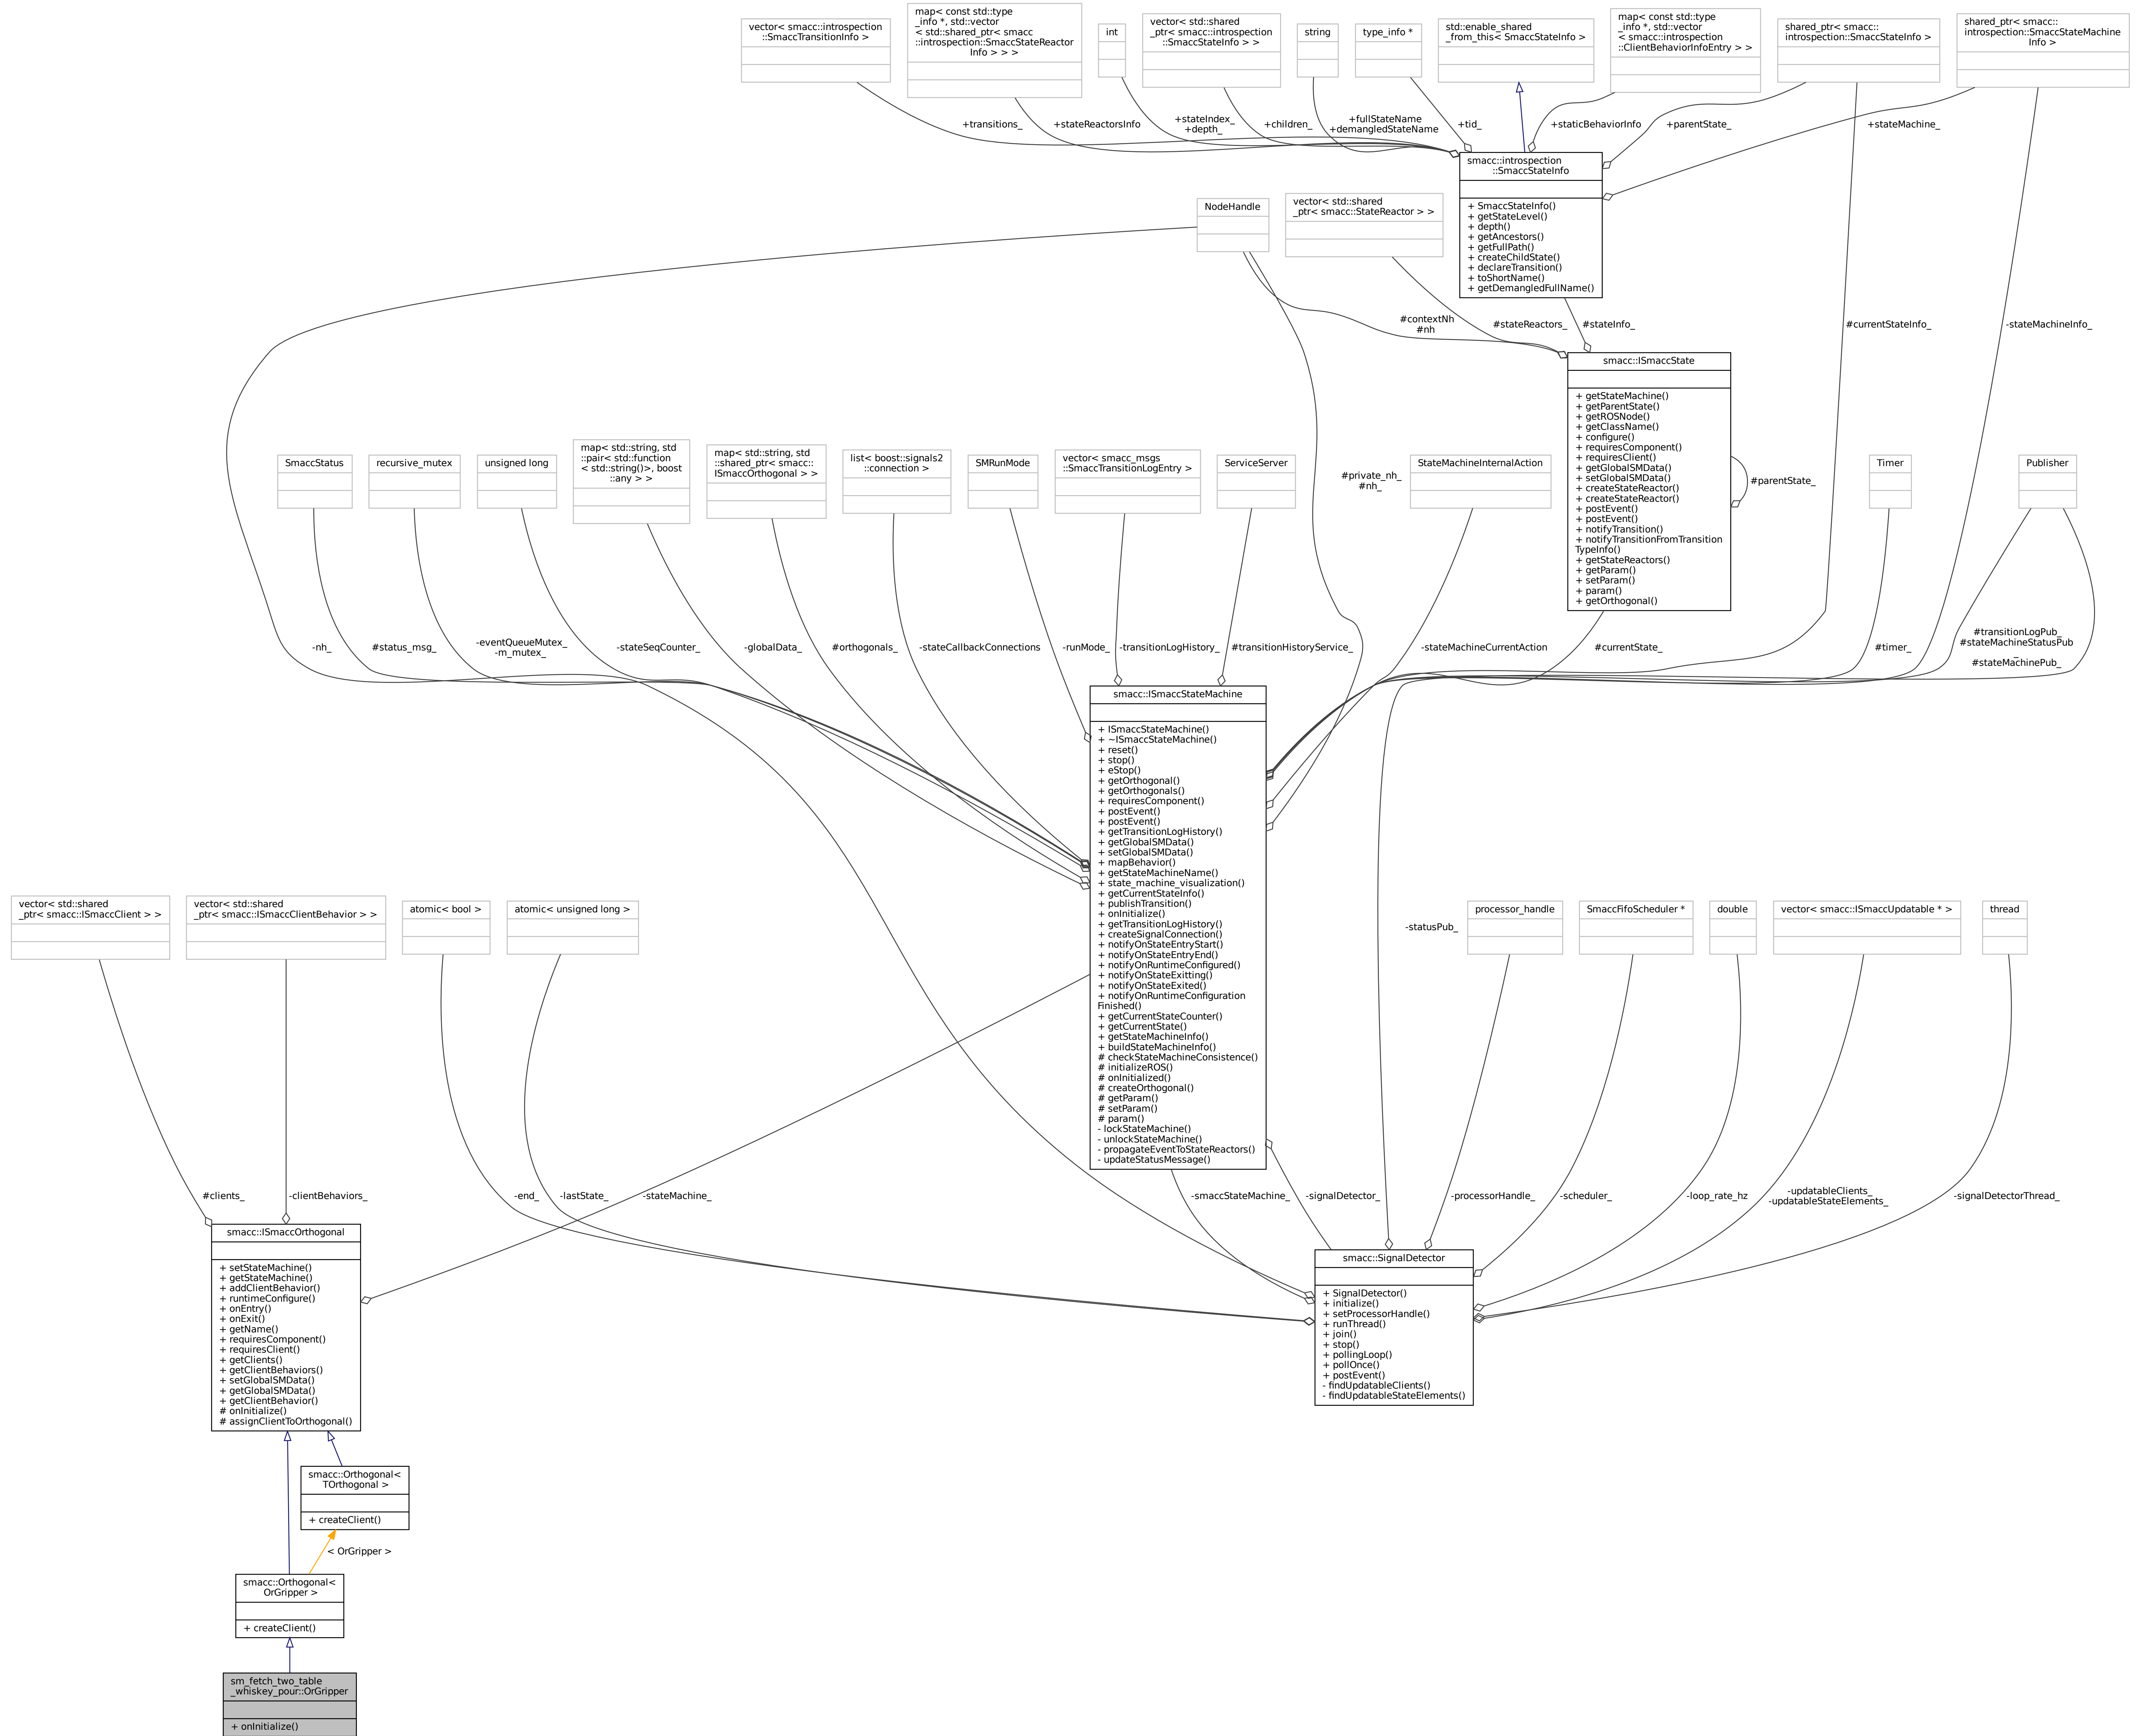 vector< smacc::introspection
::SmaccTransitionInfo >
map< const std::type
_info *, std::vector
< std::shared_ptr< smacc
::introspection::SmaccStateReactor
Info > > >
int
vector< std::shared
_ptr< smacc::introspection
::SmaccStateInfo > >
string
type_info *
std::enable_shared
_from_this< SmaccStateInfo >
map< const std::type
_info *, std::vector
< smacc::introspection
::ClientBehaviorInfoEntry > >
shared_ptr< smacc::
introspection::SmaccStateInfo >
shared_ptr< smacc::
introspection::SmaccStateMachine
Info >
+transitions_
+stateReactorsInfo
+stateIndex_
+depth_
+children_
+fullStateName
+demangledStateName
+tid_
+staticBehaviorInfo
+parentState_
+stateMachine_
smacc::introspection
::SmaccStateInfo
+ SmaccStateInfo()
+ getStateLevel()
+ depth()
+ getAncestors()
+ getFullPath()
+ createChildState()
+ declareTransition()
+ toShortName()
+ getDemangledFullName()
NodeHandle
vector< std::shared
_ptr< smacc::StateReactor > >
#contextNh
#nh
#stateReactors_
#stateInfo_
#currentStateInfo_
-stateMachineInfo_
smacc::ISmaccState
+ getStateMachine()
+ getParentState()
+ getROSNode()
+ getClassName()
+ configure()
+ requiresComponent()
+ requiresClient()
+ getGlobalSMData()
+ setGlobalSMData()
+ createStateReactor()
+ createStateReactor()
+ postEvent()
+ postEvent()
+ notifyTransition()
+ notifyTransitionFromTransition
TypeInfo()
+ getStateReactors()
+ getParam()
+ setParam()
+ param()
+ getOrthogonal()
#parentState_
SmaccStatus
recursive_mutex
unsigned long
map< std::string, std
::pair< std::function
< std::string()>, boost
::any > >
map< std::string, std
::shared_ptr< smacc::
ISmaccOrthogonal > >
list< boost::signals2
::connection >
SMRunMode
vector< smacc_msgs
::SmaccTransitionLogEntry >
ServiceServer
#private_nh_
#nh_
StateMachineInternalAction
Timer
Publisher
-nh_
#status_msg_
-eventQueueMutex_
-m_mutex_
-stateSeqCounter_
-globalData_
#orthogonals_
-stateCallbackConnections
-runMode_
-transitionLogHistory_
#transitionHistoryService_
-stateMachineCurrentAction
#currentState_
#timer_
#transitionLogPub_
#stateMachineStatusPub
_
#stateMachinePub_
smacc::ISmaccStateMachine
+ ISmaccStateMachine()
+ ~ISmaccStateMachine()
+ reset()
+ stop()
+ eStop()
+ getOrthogonal()
+ getOrthogonals()
+ requiresComponent()
+ postEvent()
+ postEvent()
+ getTransitionLogHistory()
+ getGlobalSMData()
+ setGlobalSMData()
+ mapBehavior()
+ getStateMachineName()
+ state_machine_visualization()
+ getCurrentStateInfo()
+ publishTransition()
+ onInitialize()
+ getTransitionLogHistory()
+ createSignalConnection()
+ notifyOnStateEntryStart()
+ notifyOnStateEntryEnd()
+ notifyOnRuntimeConfigured()
+ notifyOnStateExitting()
+ notifyOnStateExited()
+ notifyOnRuntimeConfiguration
Finished()
+ getCurrentStateCounter()
+ getCurrentState()
+ getStateMachineInfo()
+ buildStateMachineInfo()
# checkStateMachineConsistence()
# initializeROS()
# onInitialized()
# createOrthogonal()
# getParam()
# setParam()
# param()
- lockStateMachine()
- unlockStateMachine()
- propagateEventToStateReactors()
- updateStatusMessage()
vector< std::shared
_ptr< smacc::ISmaccClient > >
vector< std::shared
_ptr< smacc::ISmaccClientBehavior > >
atomic< bool >
atomic< unsigned long >
-statusPub_
processor_handle
SmaccFifoScheduler *
double
vector< smacc::ISmaccUpdatable * >
thread
#clients_
-clientBehaviors_
-end_
-lastState_
-stateMachine_
-smaccStateMachine_
-signalDetector_
-processorHandle_
-scheduler_
-loop_rate_hz
-updatableClients_
-updatableStateElements_
-signalDetectorThread_
smacc::ISmaccOrthogonal
+ setStateMachine()
+ getStateMachine()
+ addClientBehavior()
+ runtimeConfigure()
+ onEntry()
+ onExit()
+ getName()
+ requiresComponent()
+ requiresClient()
+ getClients()
+ getClientBehaviors()
+ setGlobalSMData()
+ getGlobalSMData()
+ getClientBehavior()
# onInitialize()
# assignClientToOrthogonal()
smacc::SignalDetector
+ SignalDetector()
+ initialize()
+ setProcessorHandle()
+ runThread()
+ join()
+ stop()
+ pollingLoop()
+ pollOnce()
+ postEvent()
- findUpdatableClients()
- findUpdatableStateElements()
smacc::Orthogonal<
TOrthogonal >
+ createClient()
< OrGripper >
smacc::Orthogonal<
OrGripper >
+ createClient()
sm_fetch_two_table
_whiskey_pour::OrGripper
+ onInitialize()